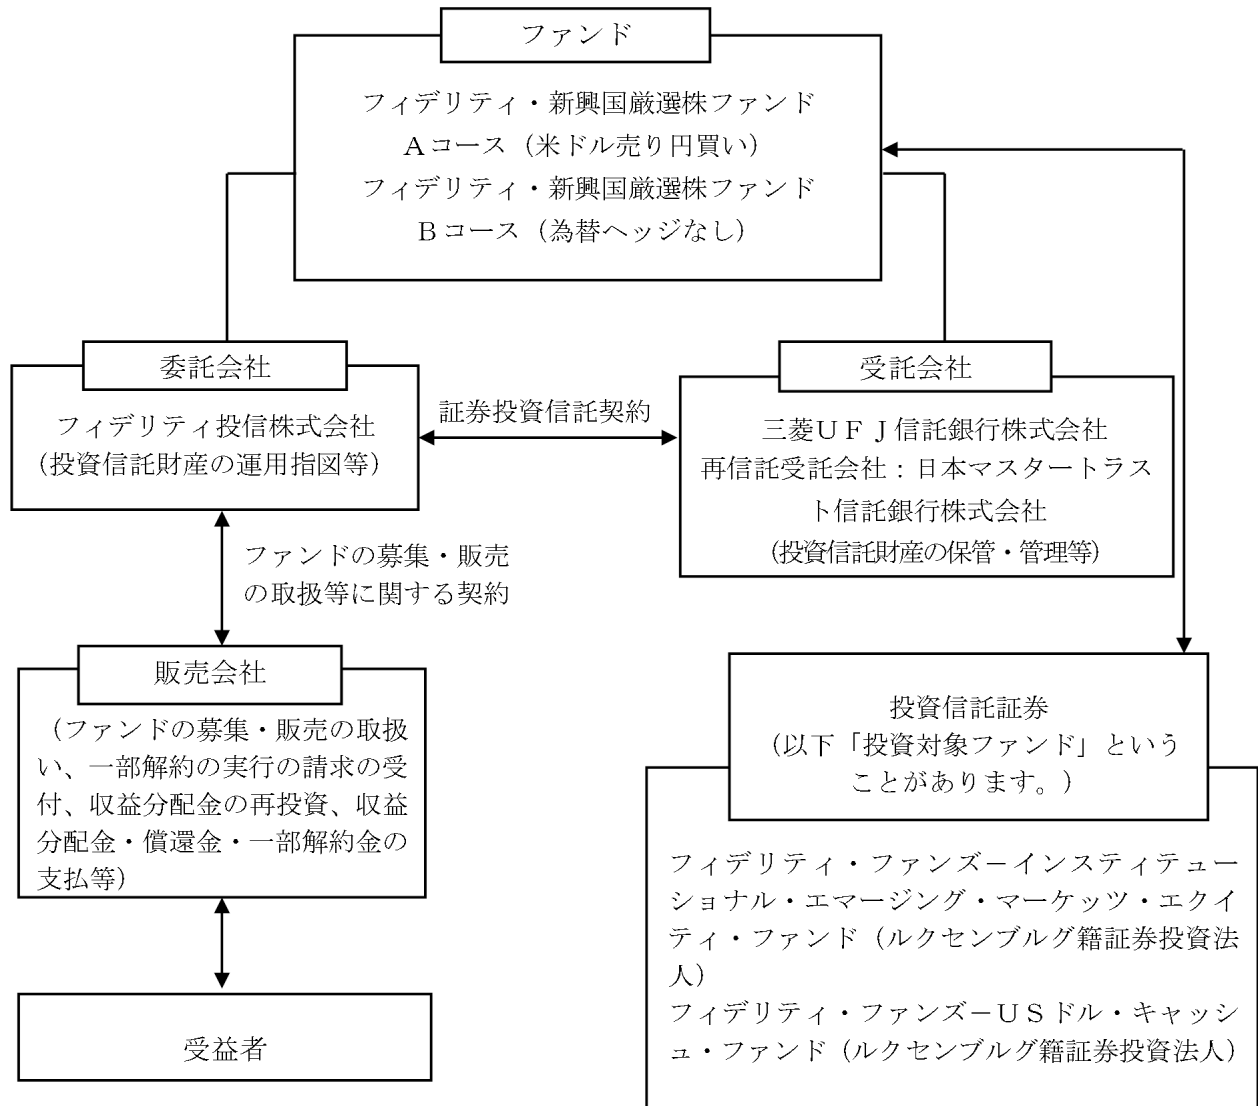 ファンド
フィデリティ・新興国厳選株ファンド
Ａコース（米ドル売り円買い）
フィデリティ・新興国厳選株ファンド
Ｂコース（為替ヘッジなし）
委託会社
フィデリティ投信株式会社
（投資信託財産の運用指図等）
証券投資信託契約
受託会社
三菱ＵＦＪ信託銀行株式会社
再信託受託会社：日本マスタートラス
ト信託銀行株式会社
（投資信託財産の保管・管理等）
ファンドの募集・販売
の取扱等に関する契約
販売会社
（ファンドの募集・販売の取扱
い、一部解約の実行の請求の受
付、収益分配金の再投資、収益
分配金・償還金・一部解約金の
支払等）
受益者
投資信託証券
（以下「投資対象ファンド」という
ことがあります。）
フィデリティ・ファンズ－インスティテュー
ショナル・エマージング・マーケッツ・エクイ
ティ・ファンド（ルクセンブルグ籍証券投資法
人）
フィデリティ・ファンズ－ＵＳドル・キャッシ
ュ・ファンド（ルクセンブルグ籍証券投資法人）